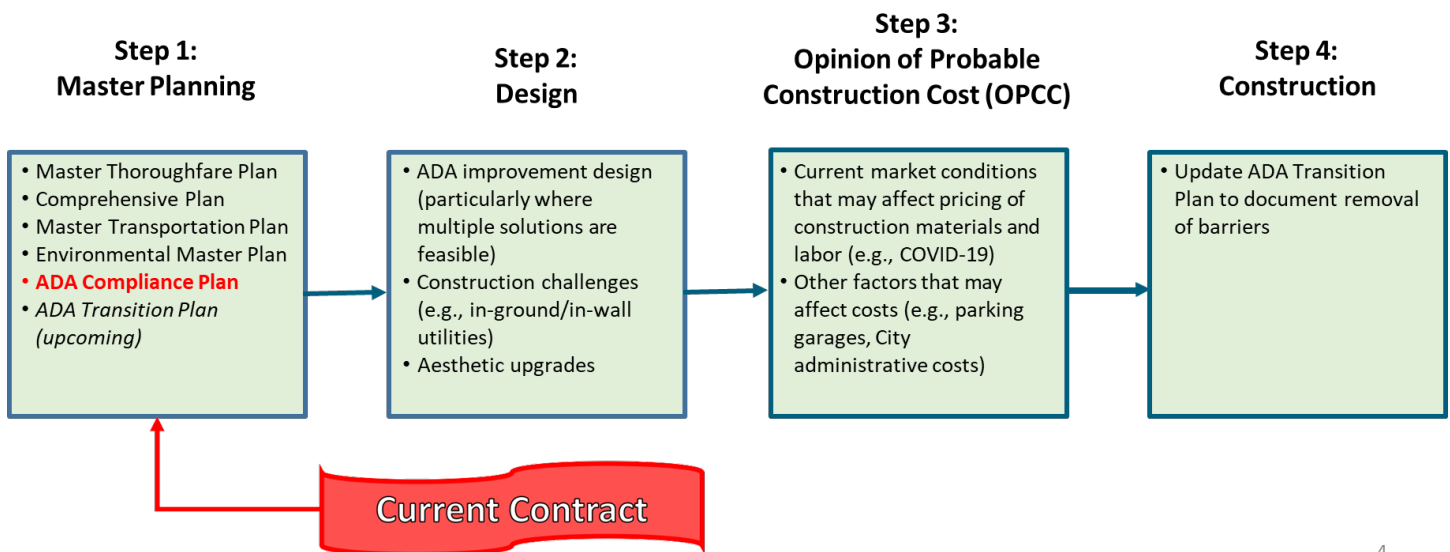 Step 1:
Master Planning
• Master Thoroughfare Plan
• Comprehensive Plan
• Master Transportation Plan
• Environmental Master Plan
• ADA Compliance Plan
• ADA Transition Plan
(upcoming)
Step 2:
Design
• ADA improvement design
(particularly where
multiple solutions are
feasible)
• Construction challenges
(e.g., in-ground/in-wall
utilities)
• Aesthetic upgrades
Step 3:
Opinion of Probable
Construction Cost (OPCC)
• Current market conditions
that may affect pricing of
construction materials and
labor (e.g., COVID-19)
• Other factors that may
affect costs (e.g., parking
garages, City
administrative costs)
Step 4:
Construction
• Update ADA Transition
Plan to document removal
of barriers
Current Contract
4